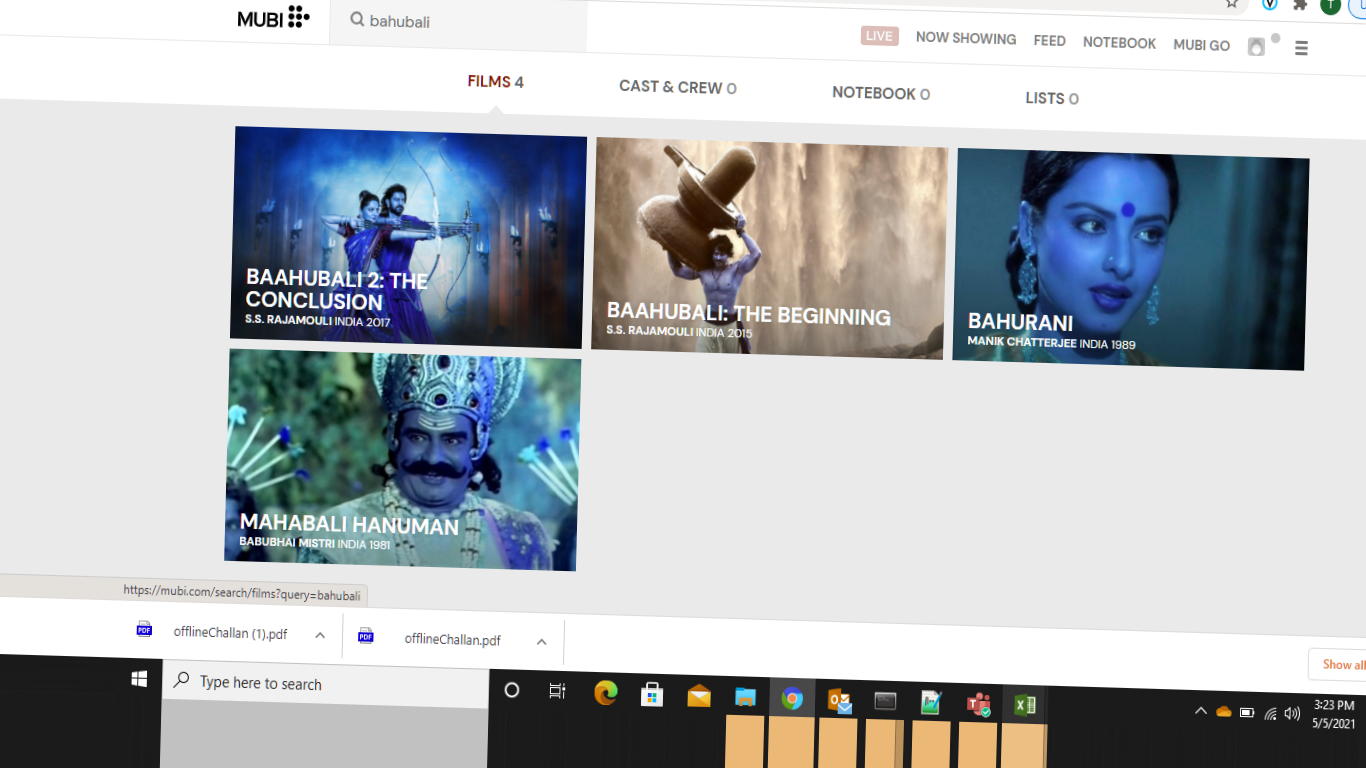 MUBI
bahubali
LIVE
NOW SHOWING
FEED
NOTEBOOK
MUBI GO
T
FILMS 4
CAST & CREW 0
NOTEBOOK 0
LISTS 0
BAAHUBALI 2: THE
CONCLUSION
S.S. RAJAMOULI INDIA 2017
BAAHUBALI: THE BEGINNING
S.S. RAJAMOULI INDIA 2015
BAHURANI
MANIK CHATTERJEE INDIA 1989
MAHABALI HANUMAN
BABUBHAI MISTRI INDIA 1981
https://mubi.com/search/films?query=bahubali
PDF
offlineChallan (1).pdf
PDF
offlineChallan.pdf
Show all
Type here to search
3:23 PM
5/5/2021